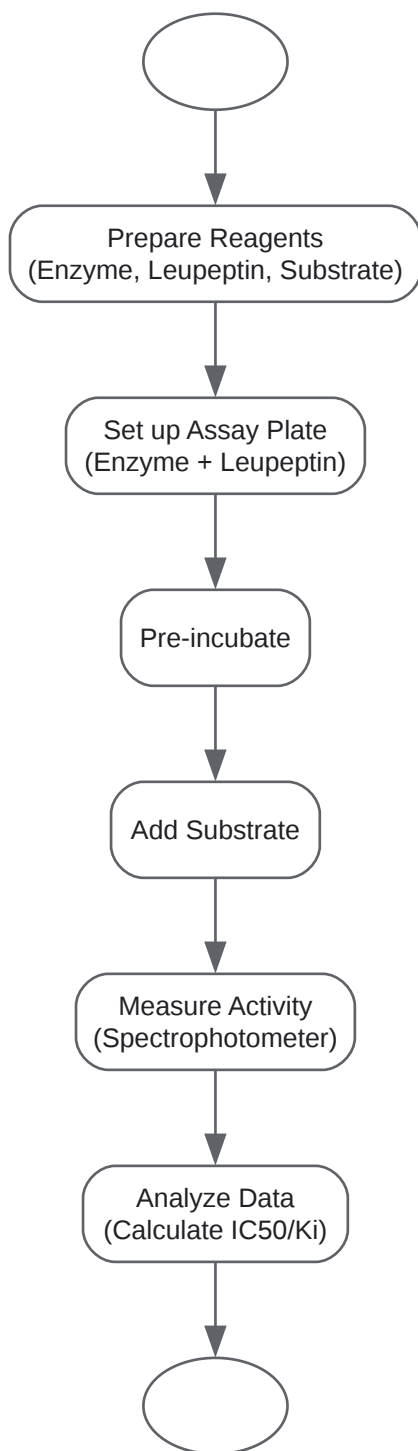 Prepare Reagents
(Enzyme, Leupeptin, Substrate)
Set up Assay Plate
(Enzyme + Leupeptin)
Pre-incubate
Add Substrate
Measure Activity
(Spectrophotometer)
Analyze Data
(Calculate IC50/Ki)